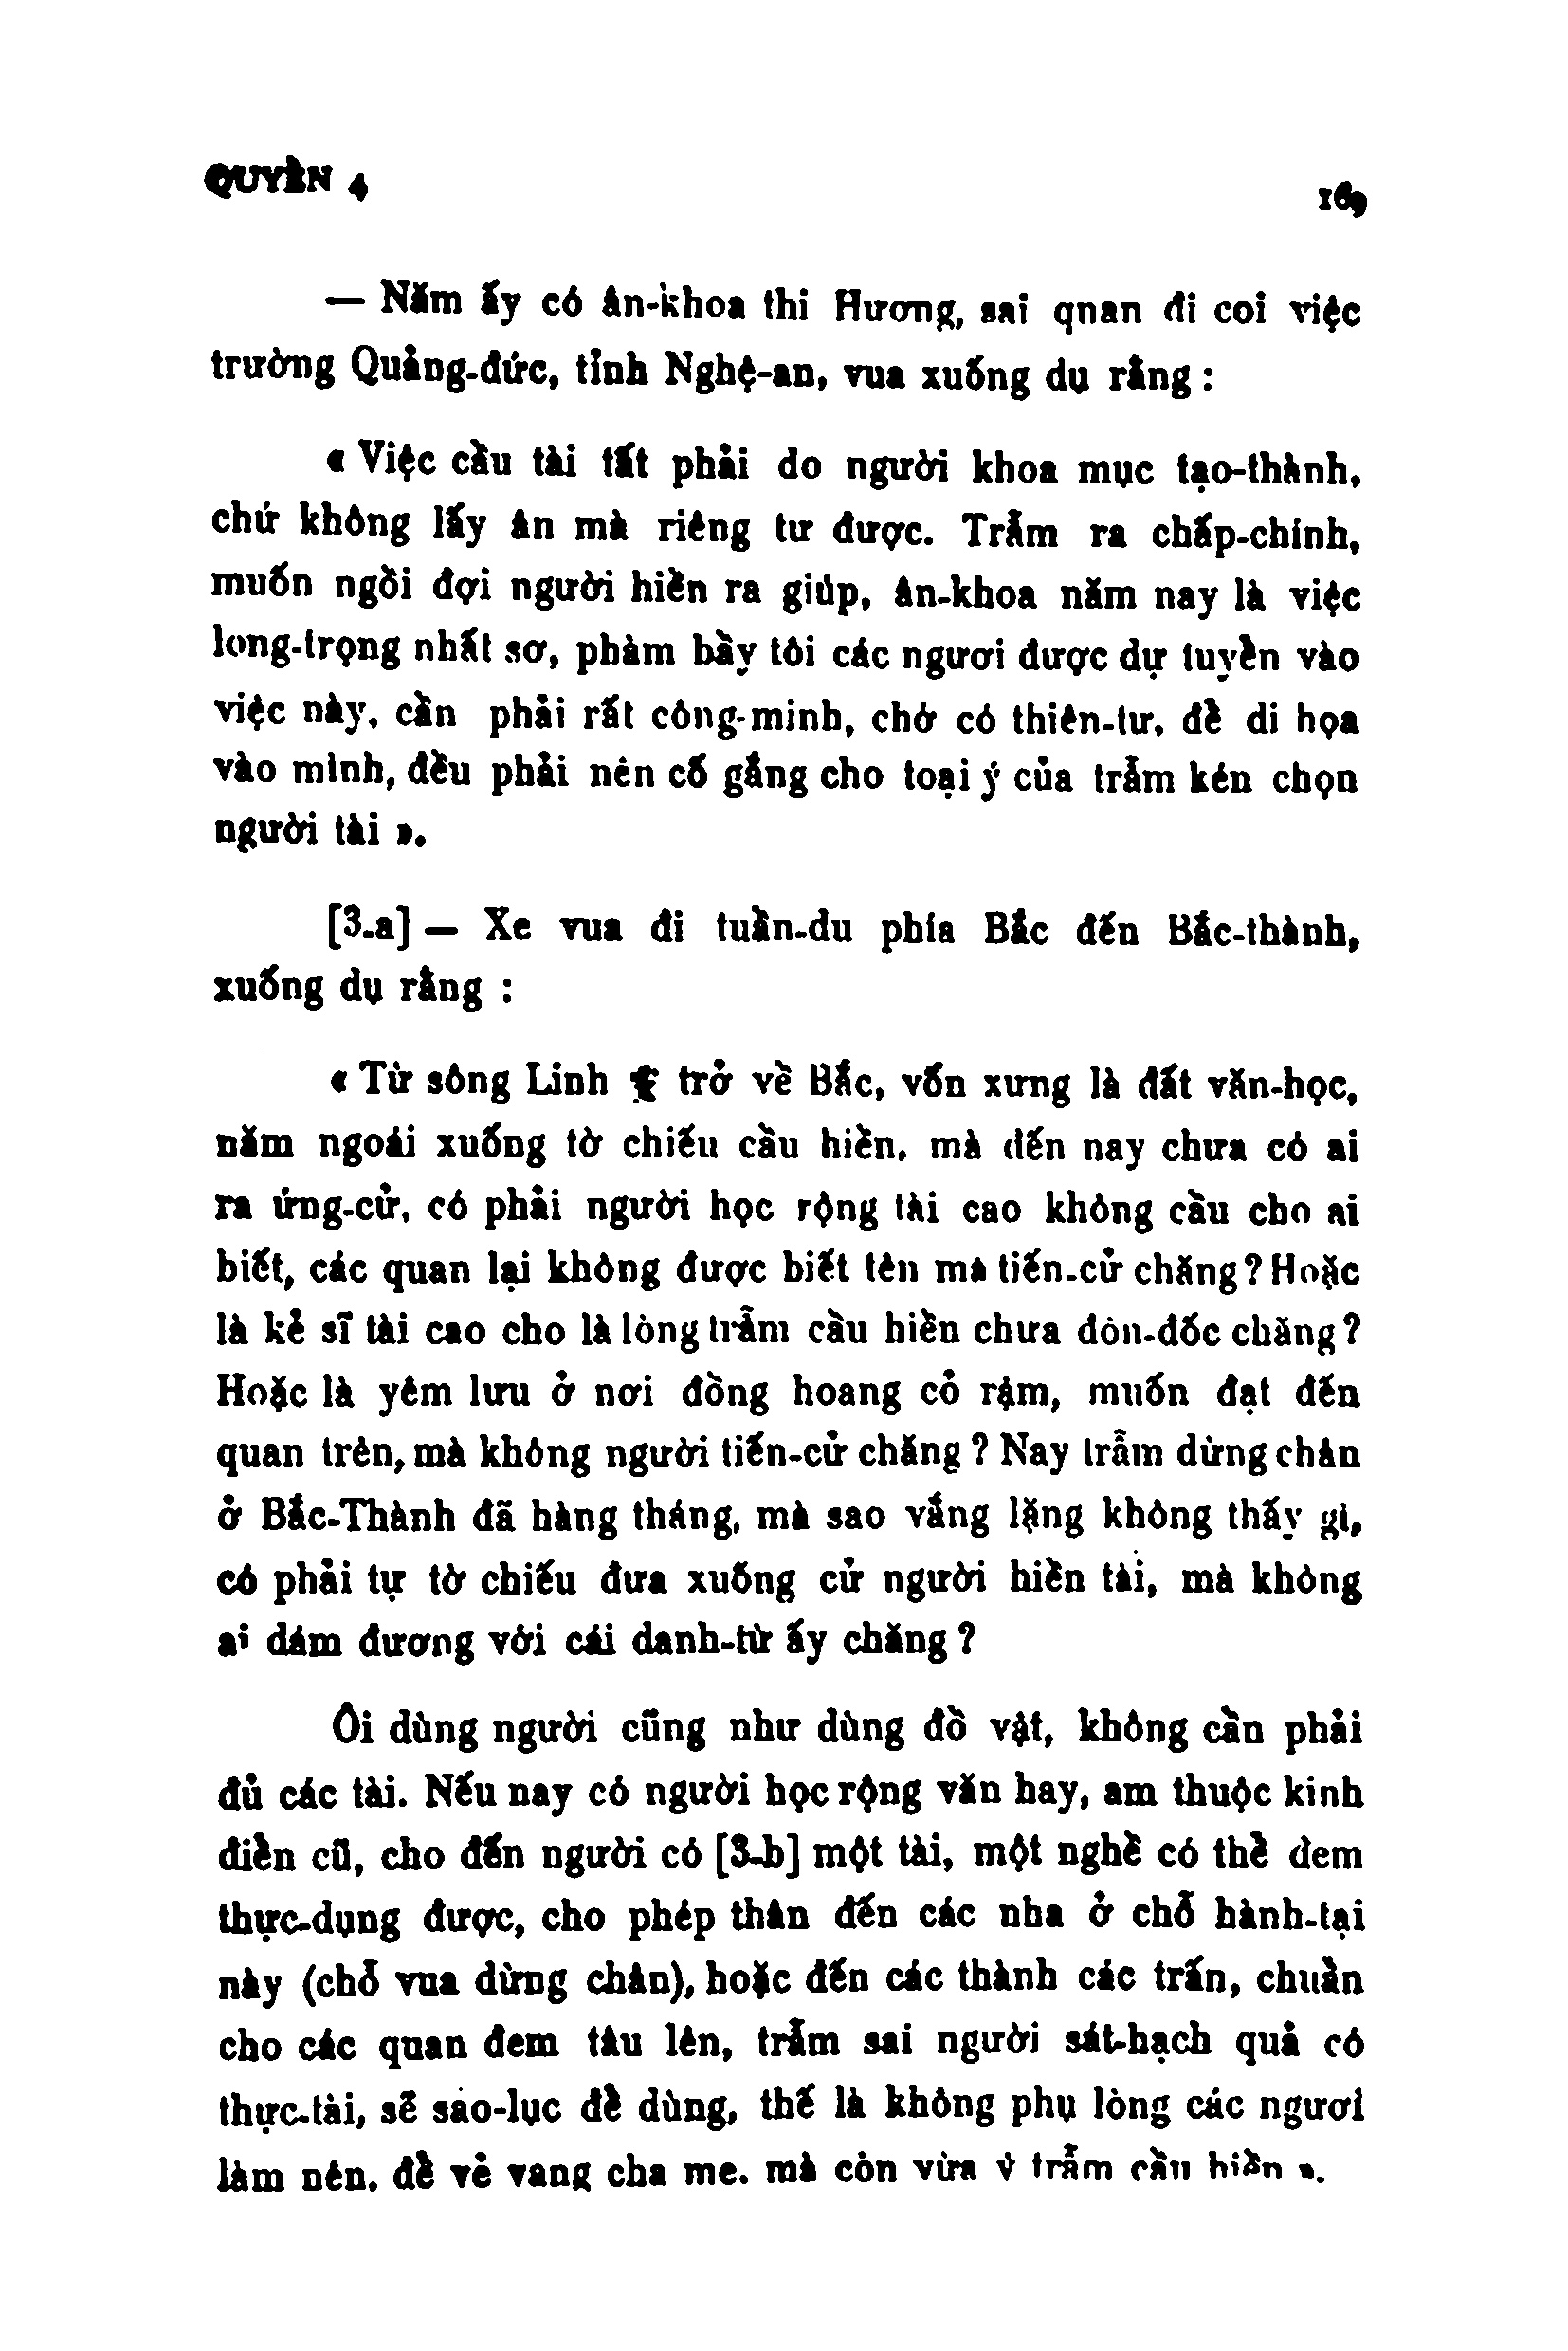 QUYỂN 4
169
— Năm ấy có ân-khoa thi Hương, sai qnan đi coi việc
trường Quảng-đức, tỉnh Nghệ-an, vua xuống dụ rằng :
« Việc cầu tài tất phải do người khoa mục tạo-thành,
chứ không lấy ân mà riêng tư được. Trẫm ra chấp-chính,
muốn ngồi đợi người hiền ra giúp, ân-khoa năm nay là việc
long-trọng nhất sơ, phàm bầy tôi các ngươi được dự tuyển vào
việc này, cần phải rất công-minh, chớ có thiên-tư, để di họa
vào mình, đều phải nên cố gắng cho toại ý của trẫm kén chọn
người tài ».
[3-a] — Xe vua đi tuần-du phía Bắc đến Bắc-thành,
xuống dụ rằng :
« Từ sông Linh trở về Bắc, vốn xưng là đất văn-học,
năm ngoái xuống tờ chiếu cầu hiền, mà đến nay chưa có ai
ra ứng-cử, có phải người học rộng tài cao không cầu cho ai
biết, các quan lại không được biết tên mà tiến-cử chăng? Hoặc
là kẻ sĩ tài cao cho là lòng trẫm cầu hiền chưa đôn-đốc chăng?
Hoặc là yêm lưu ở nơi đồng hoang cỏ rậm, muốn đạt đến
quan trên, mà không người tiến-cử chăng ? Nay trẫm dừng chân
ở Bắc-Thành đã hàng tháng, mà sao vắng lặng không thấy gì,
có phải tự tờ chiếu đưa xuống cử người hiền tài, mà không
ai dám đương với cái danh-từ ấy chăng ?
Ôi dùng người cũng như dùng đồ vật, không cần phải
đủ các tài. Nếu nay có người học rộng văn hay, am thuộc kinh
điển cũ, cho đến người có [3-b] một tài, một nghề có thể đem
thực-dụng được, cho phép thân đến các nha ở chỗ hành-tại
này (chỗ vua dừng chân), hoặc đến các thành các trấn, chuẩn
cho các quan đem tâu lên, trẫm sai người sát-hạch quả có
thực-tài, sẽ sao-lục để dùng, thế là không phụ lòng các ngươi
làm nên, để vẻ vang cha mẹ, mà còn vừa ý trẫm cầu hiền ».